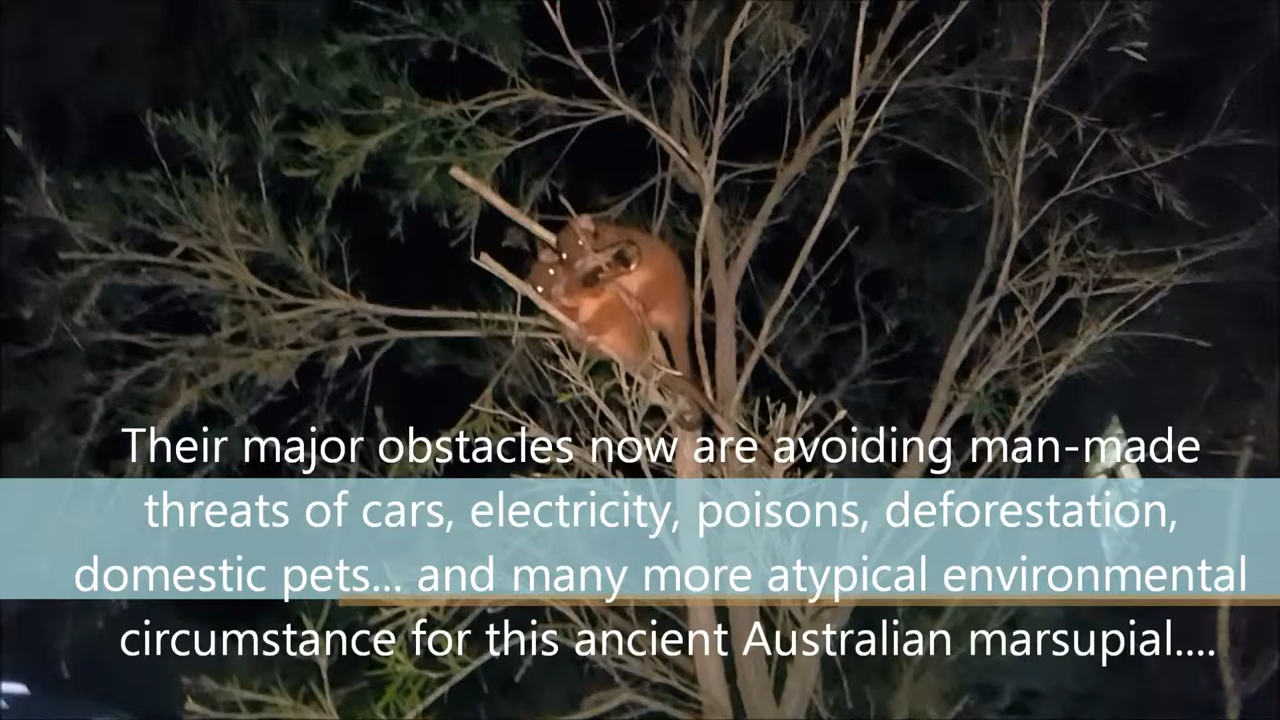 Their major obstacles now are avoiding man-made
threats of cars, electricity, poisons, deforestation,
domestic pets... and many more atypical environmental
circumstance for this ancient Australian marsupial....